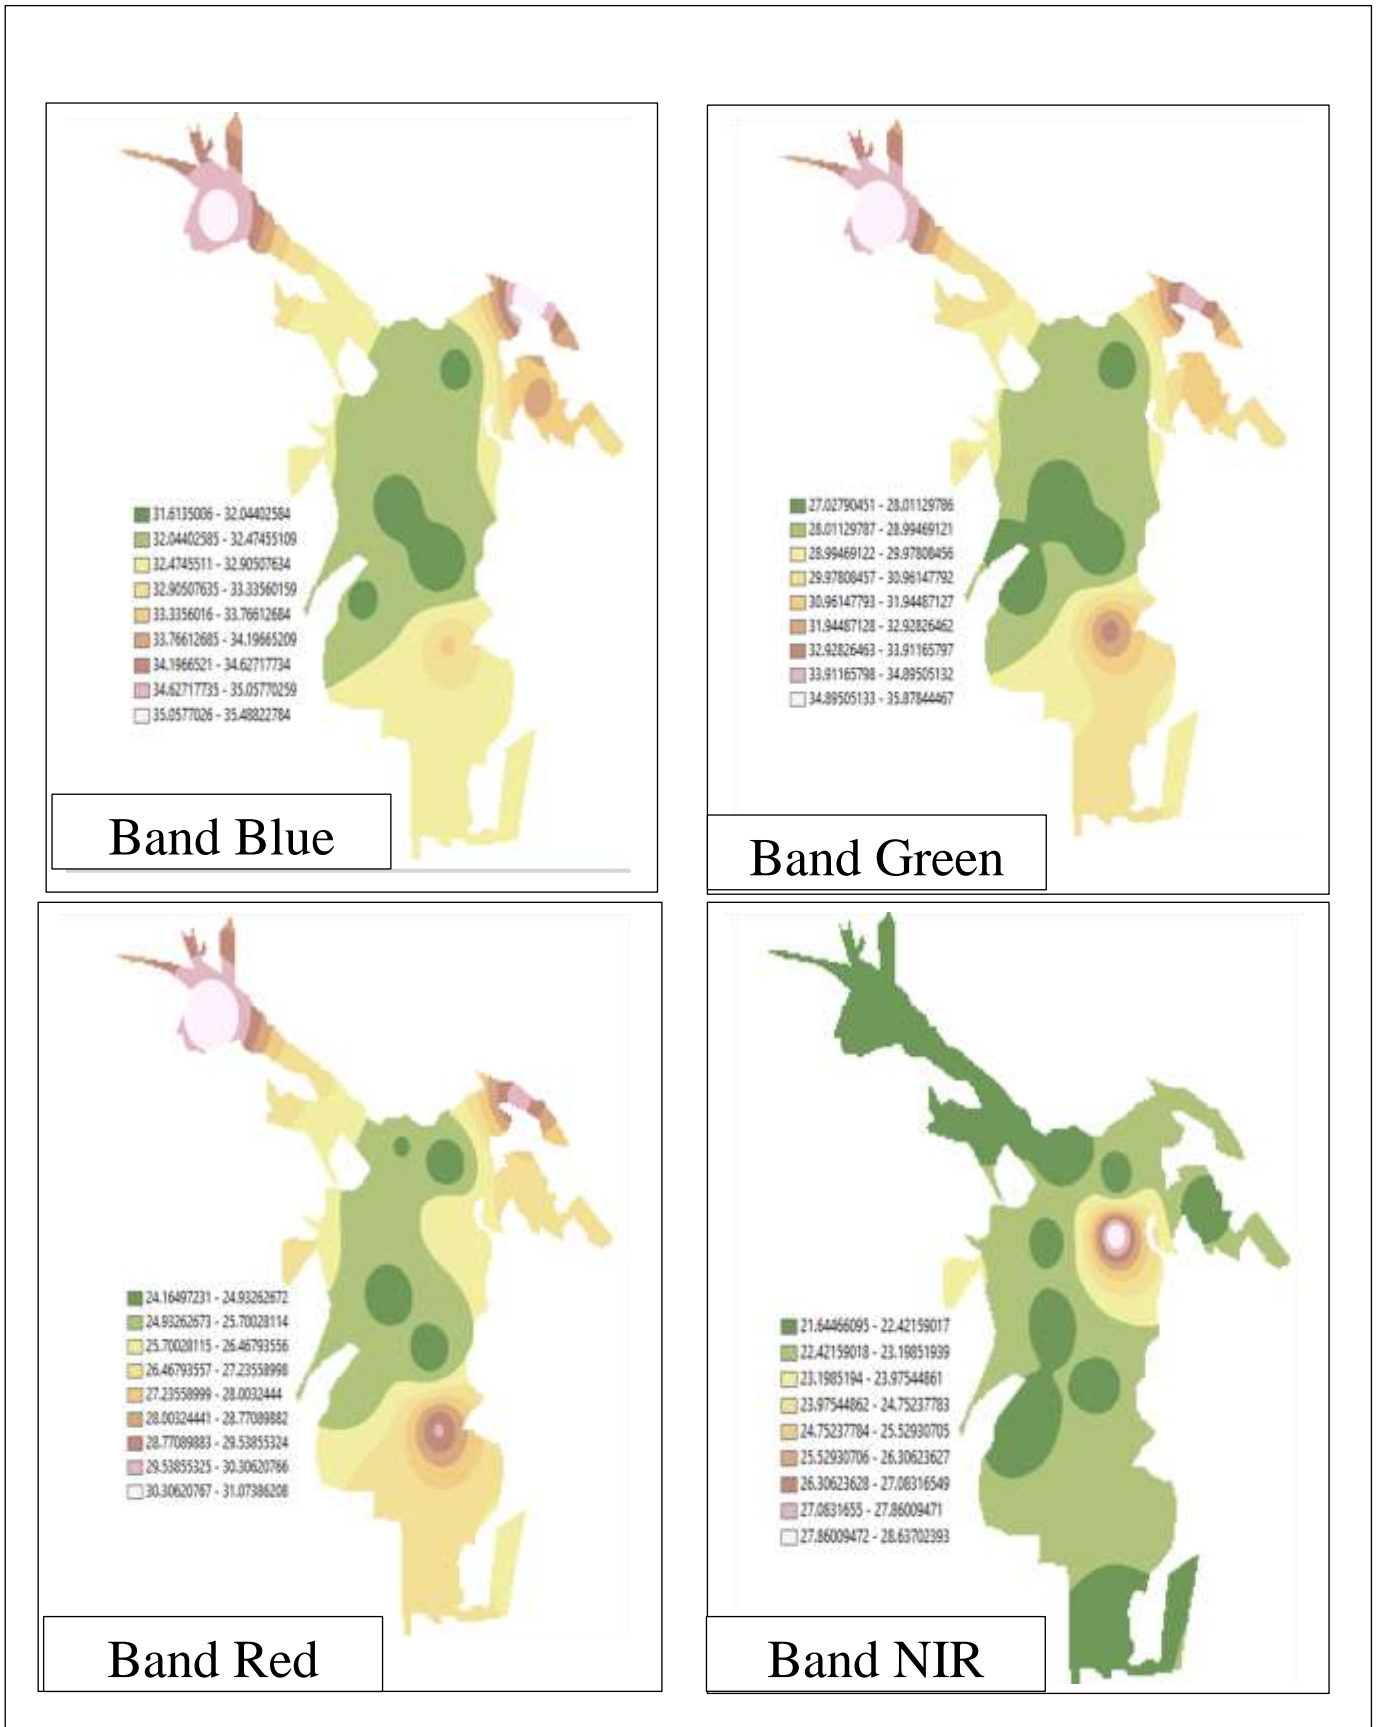 31.6135006 - 32.04402584
32.04402585 - 32.47455109
32.4745511 - 32.90507634
32.90507635 - 33.33560159
33.3356016 - 33.76612684
33.76612685 - 34.19665209
34.1966521 - 34.62717734
34.62717735 - 35.05770259
35.0577026 - 35.48822784
Band Blue
27.02790451 - 28.01129786
28.01129787 - 28.99469121
28.99469122 - 29.97808456
29.97808457 - 30.96147792
30.96147793 - 31.94487127
31.94487128 - 32.92826462
32.92826463 - 33.91165797
33.91165798 - 34.89505132
34.89505133 - 35.87844467
Band Green
24.16497231 - 24.93262672
24.93262673 - 25.70028114
25.70028115 - 26.46793556
26.46793557 - 27.23558998
27.23558999 - 28.0032444
28.00324441 - 28.77089882
28.77089883 - 29.53855324
29.53855325 - 30.30620766
30.30620767 - 31.07386208
Band Red
21.64466095 - 22.42159017
22.42159018 - 23.19851939
23.1985194 - 23.97544861
23.97544862 - 24.75237783
24.75237784 - 25.52930705
25.52930706 - 26.30623627
26.30623628 - 27.08316549
27.0831655 - 27.86009471
27.86009472 - 28.63702393
Band NIR